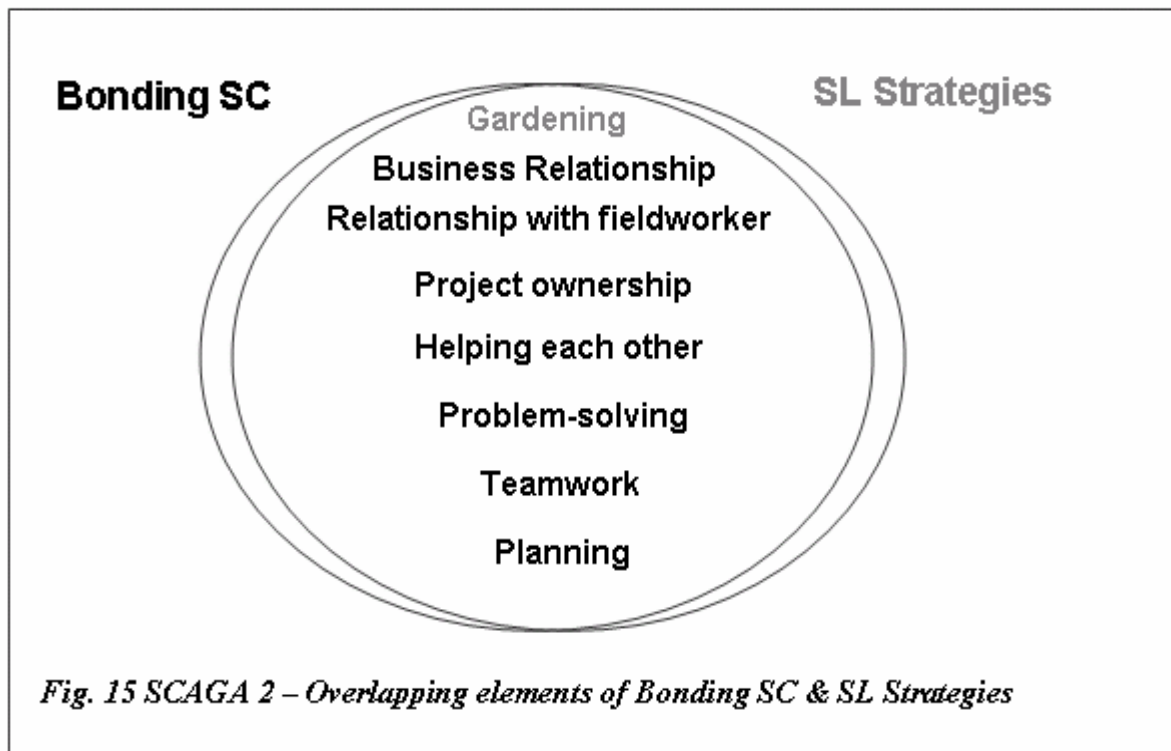 Bonding SC
SL Strategies
Gardening
Business Relationship
Relationship with fieldworker
Project ownership
Helping each other
Problem-solving
Teamwork
Planning
Fig. 15 SCAGA 2 – Overlapping elements of Bonding SC & SL Strategies